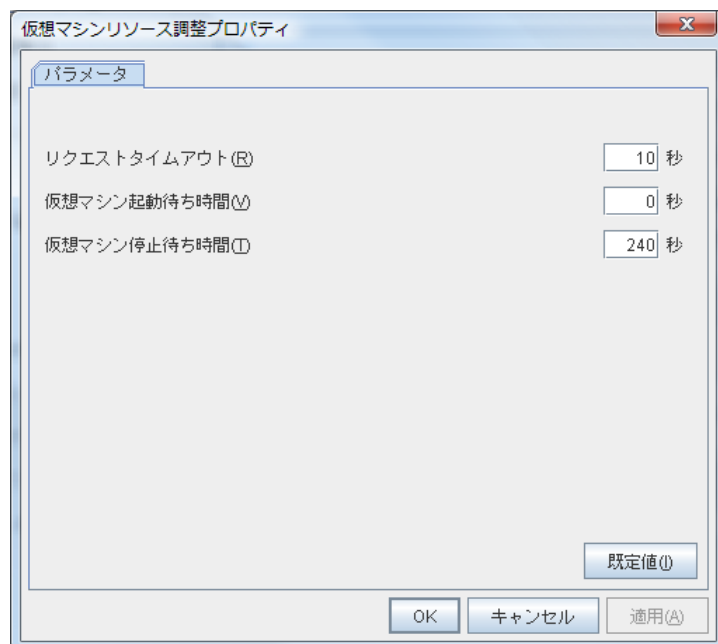 仮想マシンリソース調整プロパティ
パラメータ
リクエストタイムアウト(R) 10 秒
仮想マシン起動待ち時間(V) 0 秒
仮想マシン停止待ち時間(T) 240 秒
既定値(I)
OK キャンセル 適用(A)